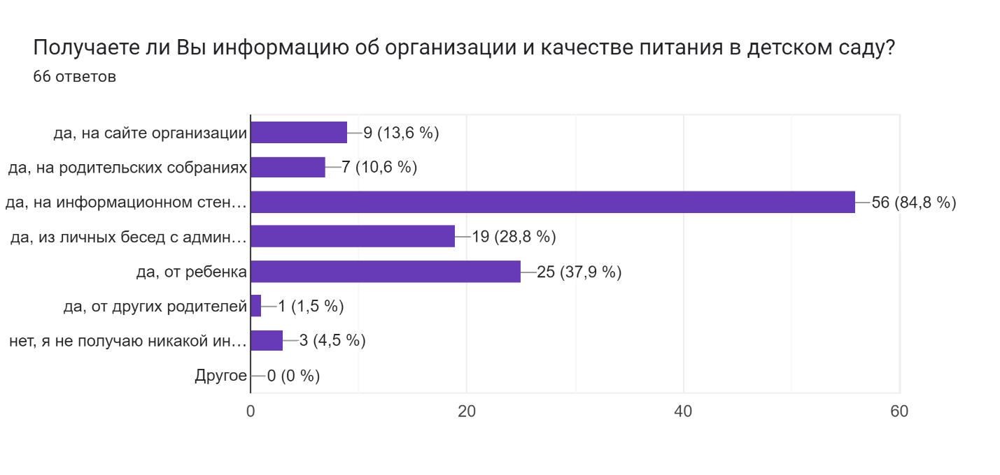 Получаете ли Вы информацию об организации и качестве питания в детском саду?
66 ответов
да, на сайте организации 9 (13,6 %)
да, на родительских собраниях 7 (10,6 %)
да, на информационном стен… 56 (84,8 %)
да, из личных бесед с админ… 19 (28,8 %)
да, от ребенка 25 (37,9 %)
да, от других родителей 1 (1,5 %)
нет, я не получаю никакой ин… 3 (4,5 %)
Другое 0 (0 %)
0 20 40 60